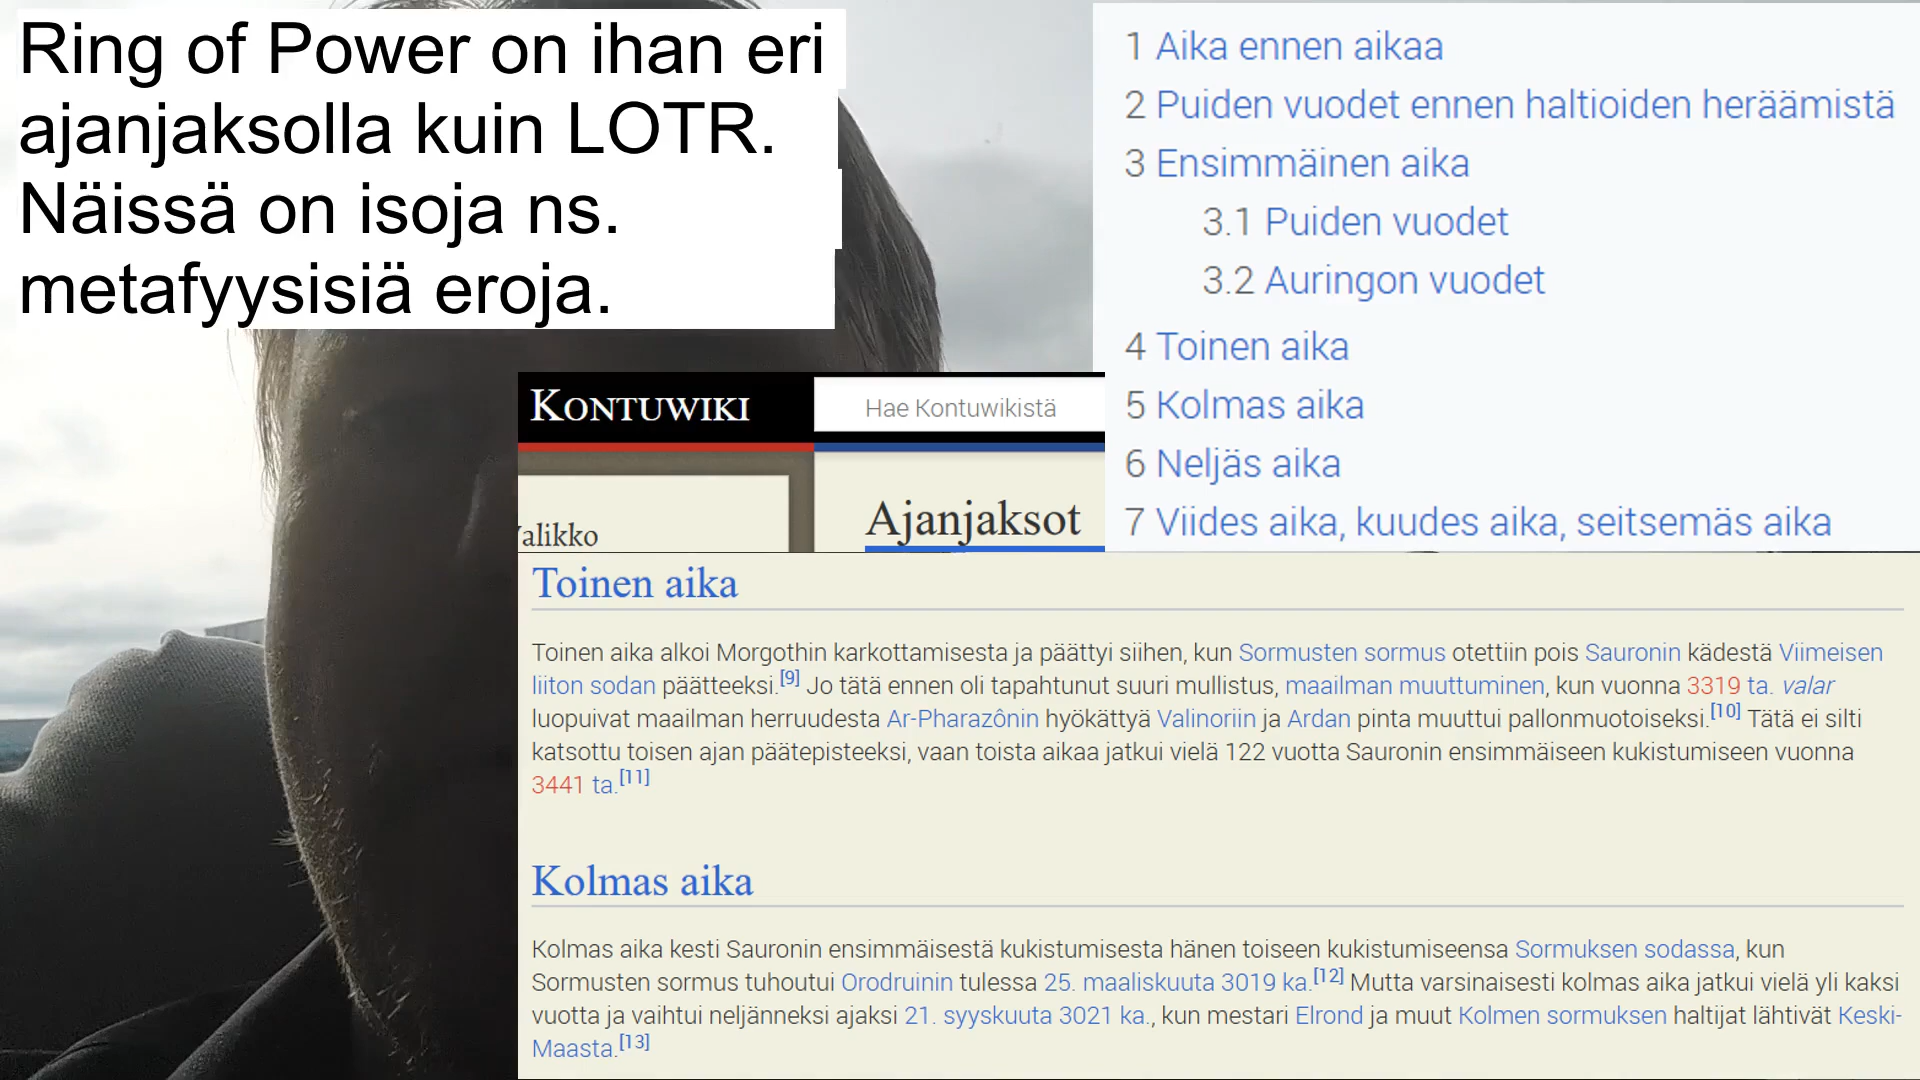 Ring of Power on ihan eri
ajanjaksolla kuin LOTR.
Näissä on isoja ns.
metafyysisiä eroja.
1 Aika ennen aikaa
2 Puiden vuodet ennen haltioiden heräämistä
3 Ensimmäinen aika
3.1 Puiden vuodet
3.2 Auringon vuodet
4 Toinen aika
5 Kolmas aika
6 Neljäs aika
7 Viides aika, kuudes aika, seitsemäs aika
KONTUWIKI
Hae Kontuwikistä
alikko
Ajanjaksot
Toinen aika
Toinen aika alkoi Morgothin karkottamisesta ja päättyi siihen, kun Sormusten sormus otettiin pois Sauronin kädestä Viimeisen
liiton sodan päätteeksi.[9] Jo tätä ennen oli tapahtunut suuri mullistus, maailman muuttuminen, kun vuonna 3319 ta. valar
luopuivat maailman herruudesta Ar-Pharazônin hyökättyä Valinoriin ja Ardan pinta muuttui pallonmuotoiseksi.[10] Tätä ei silti
katsottu toisen ajan päätepisteeksi, vaan toista aikaa jatkui vielä 122 vuotta Sauronin ensimmäiseen kukistumiseen vuonna
3441 ta.[11]
Kolmas aika
Kolmas aika kesti Sauronin ensimmäisestä kukistumisesta hänen toiseen kukistumiseensa Sormuksen sodassa, kun
Sormusten sormus tuhoutui Orodruinin tulessa 25. maaliskuuta 3019 ka.[12] Mutta varsinaisesti kolmas aika jatkui vielä yli kaksi
vuotta ja vaihtui neljänneksi ajaksi 21. syyskuuta 3021 ka., kun mestari Elrond ja muut Kolmen sormuksen haltijat lähtivät Keski-
Maasta.[13]